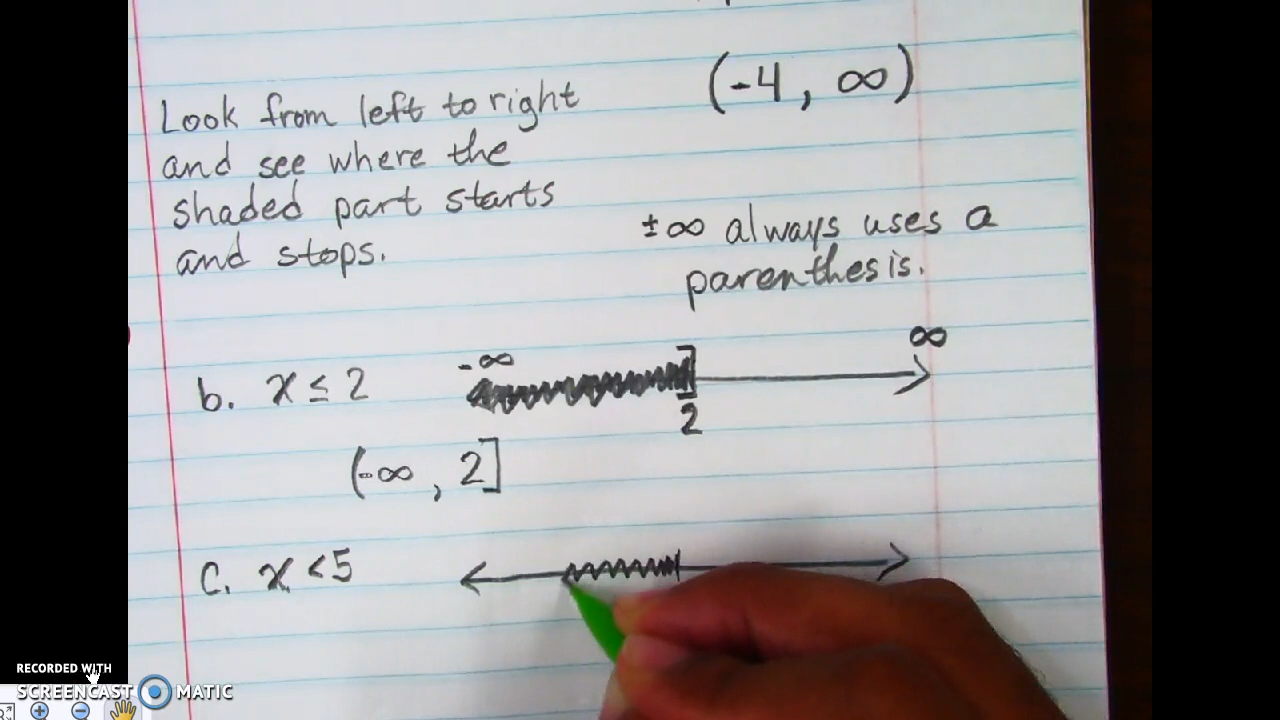 (-4, ∞)
Look from left to right
and see where the
shaded part starts
and stops.
±∞ always uses a
parenthesis.
b. x ≤ 2
-∞ ] ∞
2
(-∞, 2]
c. x < 5
RECORDED WITH
SCREENCAST MATIC